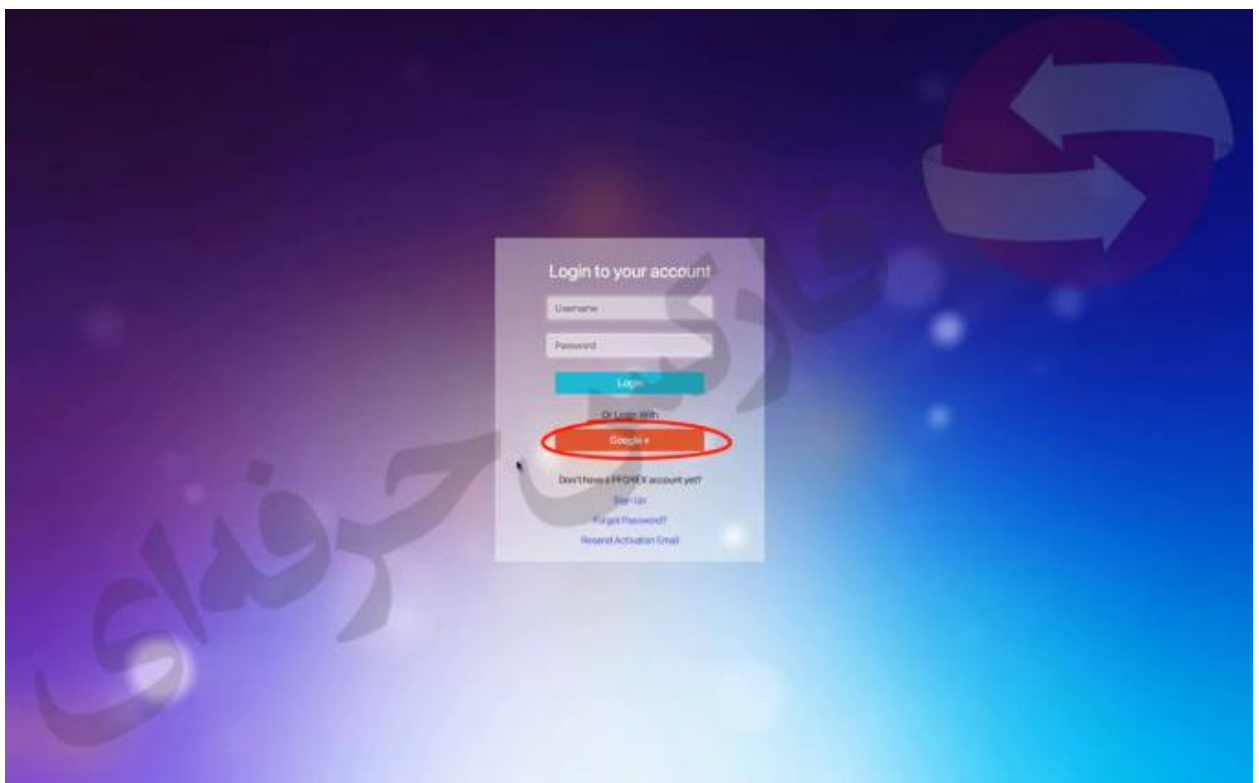 Login to your account
Username
Password
Login
Or Login With
Google +
Don't have a PFOREX account yet?
Sign-Up
Forgot Password?
Resend Activation Email
فارکس حرفه‌ای